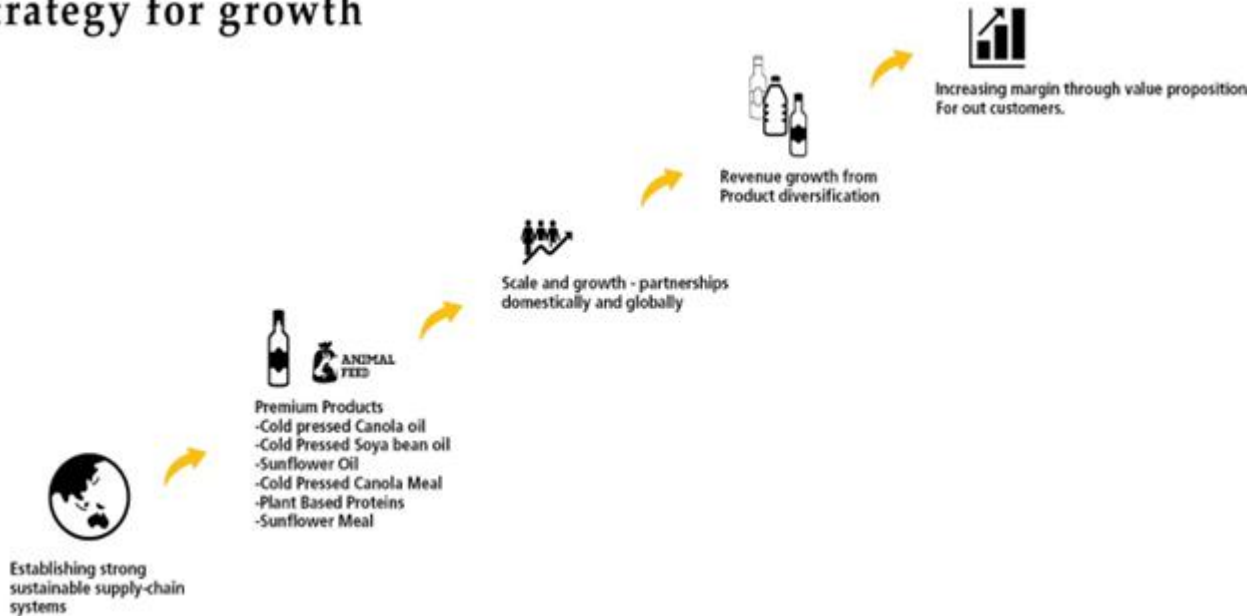 trategy for growth
Increasing margin through value proposition
For out customers.
Revenue growth from
Product diversification
Scale and growth - partnerships
domestically and globally
ANIMAL
FEED
Premium Products
-Cold pressed Canola oil
-Cold Pressed Soya bean oil
-Sunflower Oil
-Cold Pressed Canola Meal
-Plant Based Proteins
-Sunflower Meal
Establishing strong
sustainable supply-chain
systems